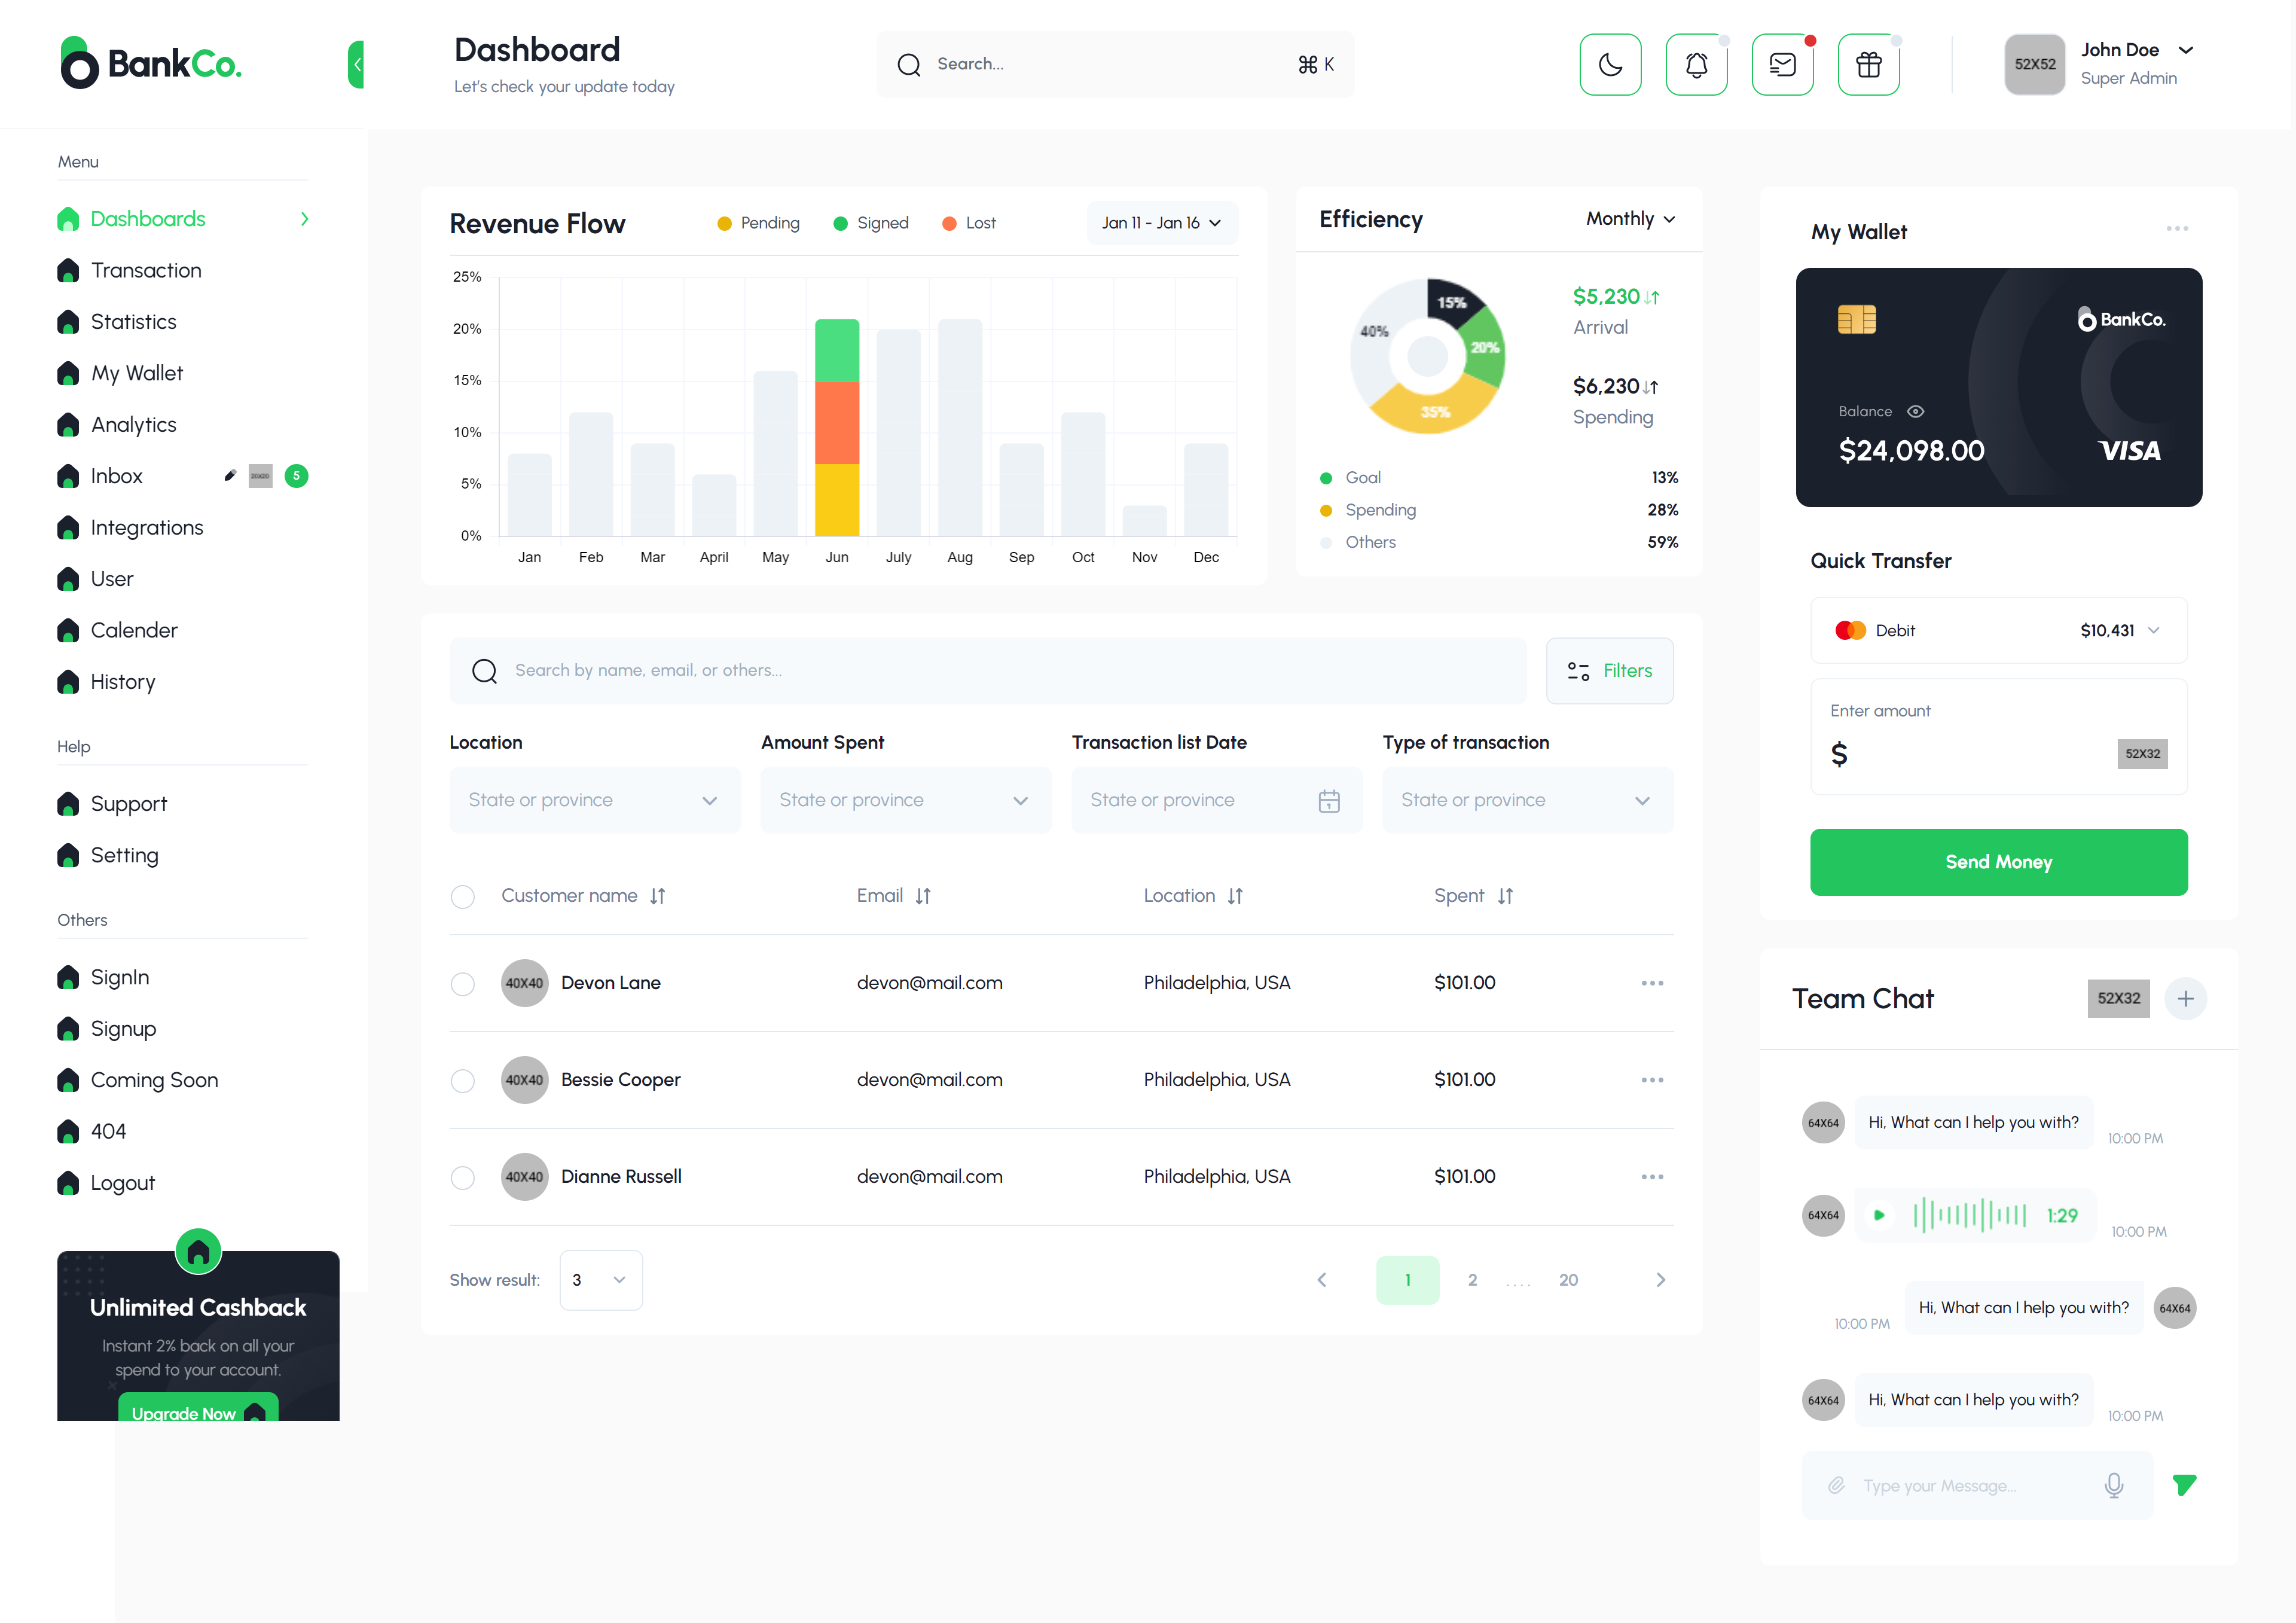 BankCo.
Dashboard
Let's check your update today
Search...
⌘ K
52X52
John Doe
Super Admin
Menu
Dashboards
Transaction
Statistics
My Wallet
Analytics
Inbox
20X20
5
Integrations
User
Calender
History
Help
Support
Setting
Others
SignIn
Signup
Coming Soon
404
Logout
Unlimited Cashback
Instant 2% back on all your
spend to your account.
Upgrade Now
Revenue Flow
Pending
Signed
Lost
Jan 11 - Jan 16
25%
20%
15%
10%
5%
0%
Jan
Feb
Mar
April
May
Jun
July
Aug
Sep
Oct
Nov
Dec
Efficiency
Monthly
15%
20%
35%
40%
$5,230
Arrival
$6,230
Spending
Goal 13%
Spending 28%
Others 59%
Search by name, email, or others...
Filters
Location
Amount Spent
Transaction list Date
Type of transaction
State or province
State or province
State or province
1
State or province
Customer name
Email
Location
Spent
40X40 Devon Lane devon@mail.com Philadelphia, USA $101.00
40X40 Bessie Cooper devon@mail.com Philadelphia, USA $101.00
40X40 Dianne Russell devon@mail.com Philadelphia, USA $101.00
Show result: 3
1 2 .... 20
My Wallet
BankCo.
Balance
$24,098.00
VISA
Quick Transfer
Debit $10,431
Enter amount
$
52X32
Send Money
Team Chat
52X32
64X64
Hi, What can I help you with?
10:00 PM
64X64
1:29
10:00 PM
10:00 PM
Hi, What can I help you with?
64X64
64X64
Hi, What can I help you with?
10:00 PM
Type your Message...